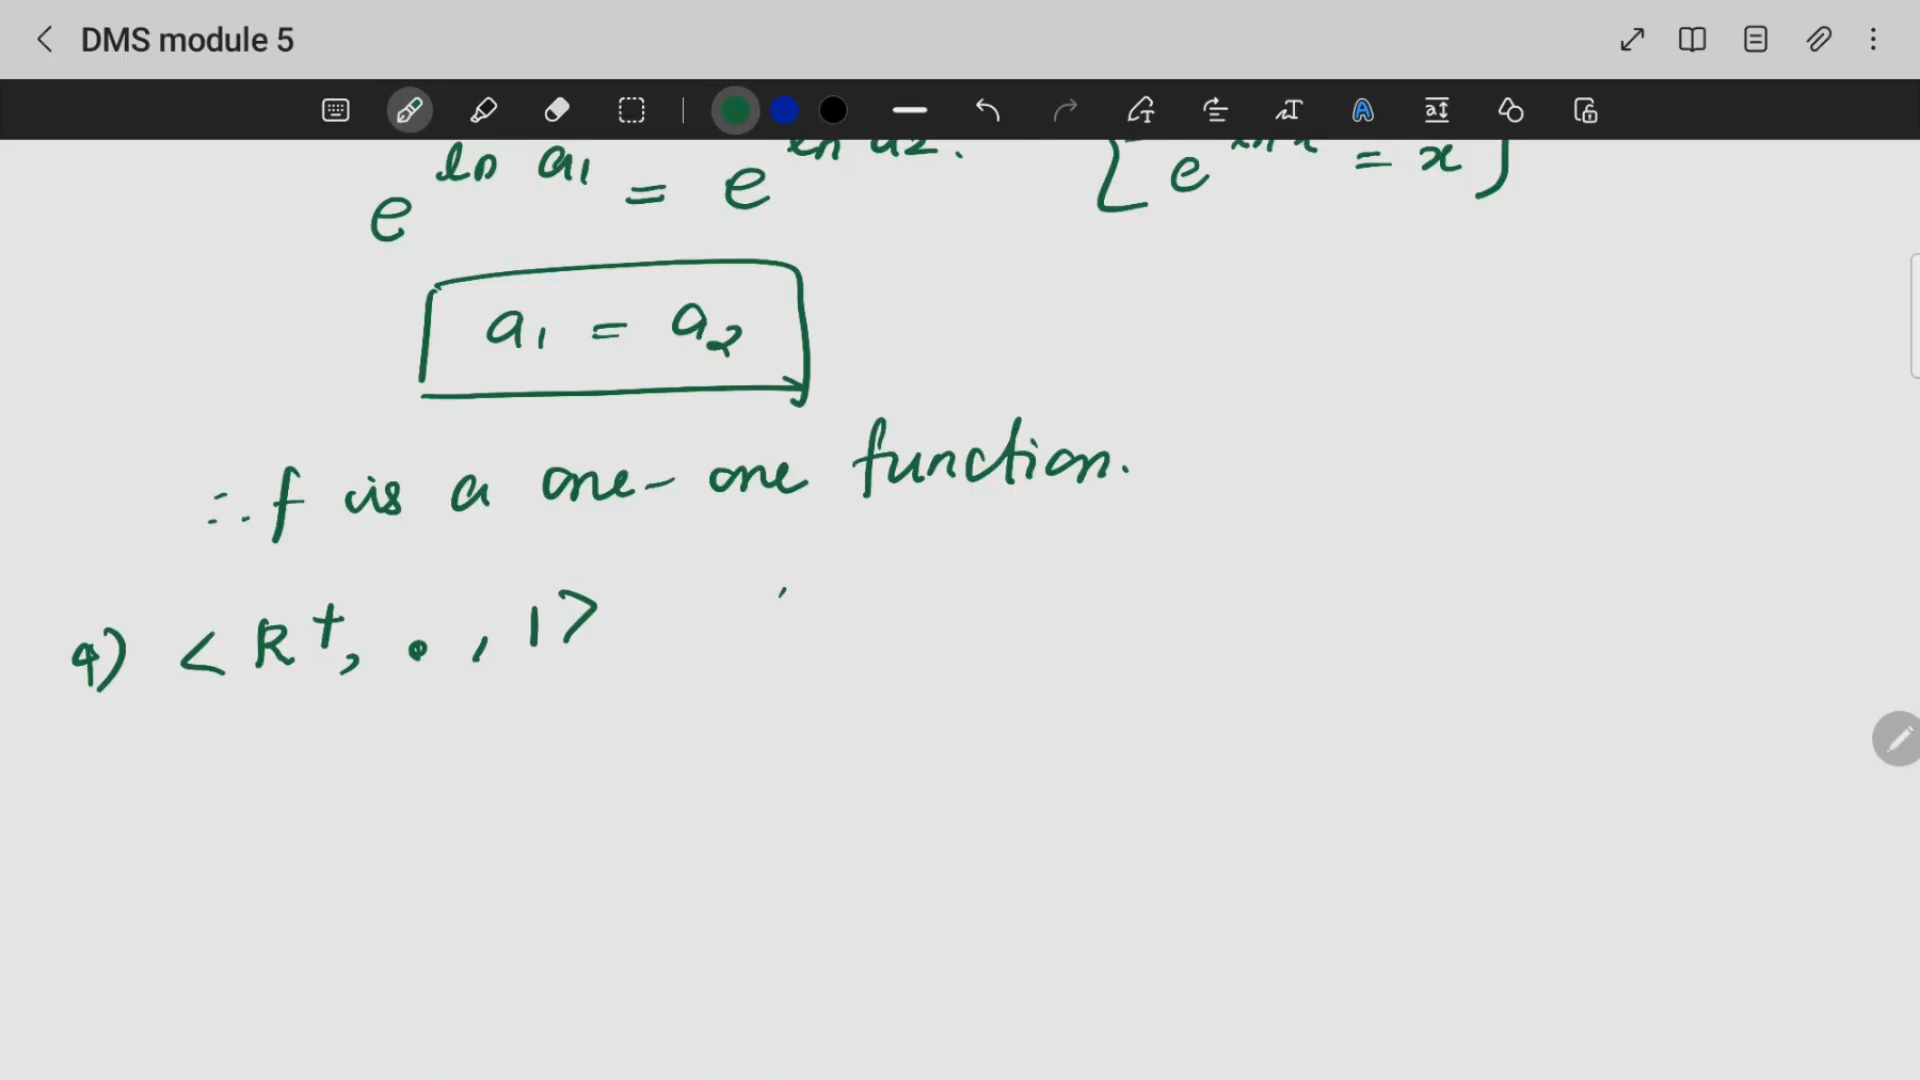 DMS module 5
e^{ln a₁} = e^{ln a₂}. [e^{ln x} = x]
a₁ = a₂
∴ f is a one-one function.
4) < R⁺, •, 1 >